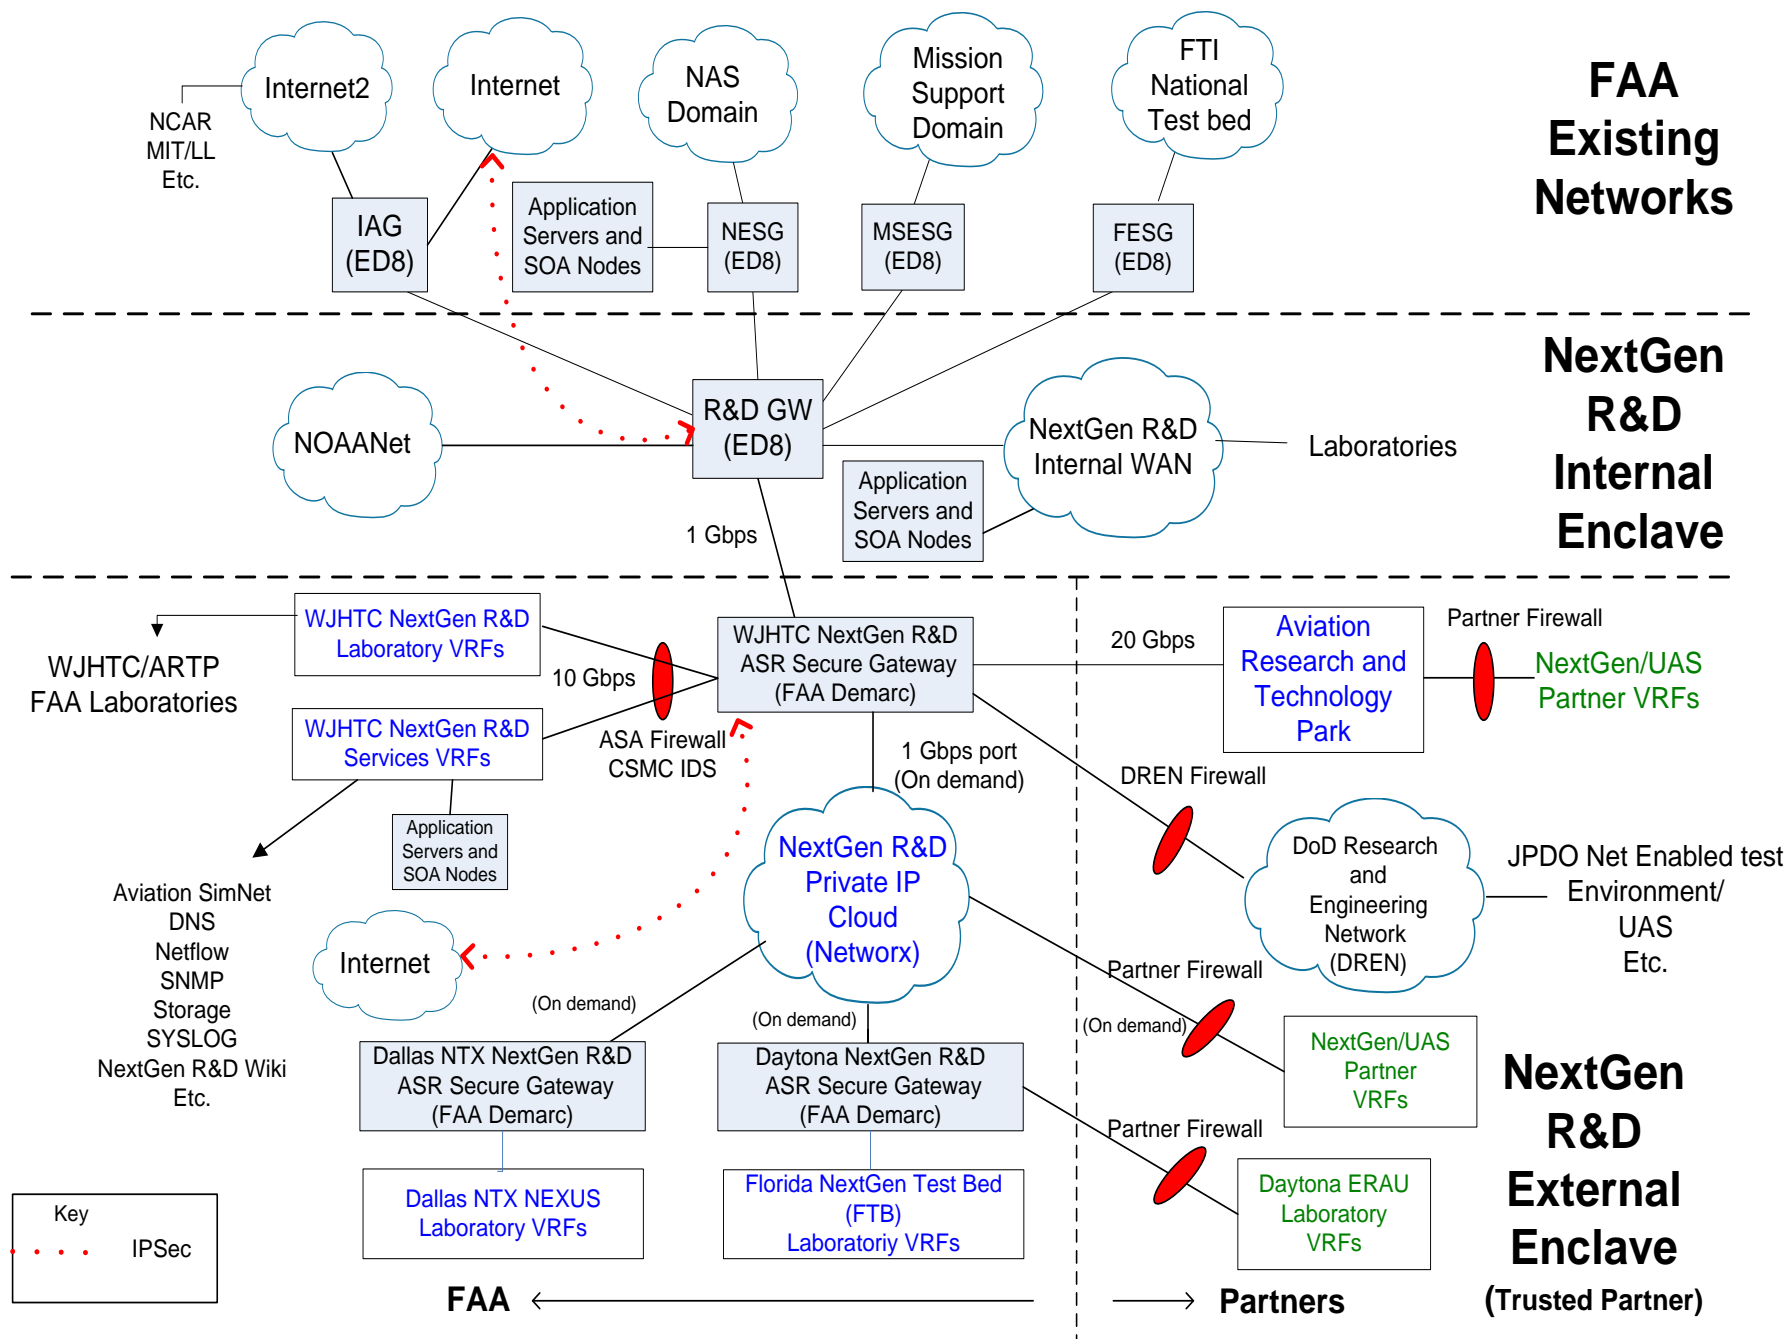 Internet2
Internet
NAS
Domain
Mission
Support
Domain
FTI
National
Test bed
FAA
Existing
Networks
NCAR
MIT/LL
Etc.
IAG
(ED8)
Application
Servers and
SOA Nodes
NESG
(ED8)
MSESG
(ED8)
FESG
(ED8)
NextGen
R&D
Internal
Enclave
NOAANet
R&D GW
(ED8)
NextGen R&D
Internal WAN
Laboratories
Application
Servers and
SOA Nodes
1 Gbps
WJHTC NextGen R&D
Laboratory VRFs
WJHTC/ARTP
FAA Laboratories
10 Gbps
WJHTC NextGen R&D
ASR Secure Gateway
(FAA Demarc)
20 Gbps
Aviation
Research and
Technology
Park
Partner Firewall
NextGen/UAS
Partner VRFs
WJHTC NextGen R&D
Services VRFs
ASA Firewall
CSMC IDS
1 Gbps port
(On demand)
DREN Firewall
Application
Servers and
SOA Nodes
NextGen R&D
Private IP
Cloud
(Networx)
DoD Research
and
Engineering
Network
(DREN)
JPDO Net Enabled test
Environment/
UAS
Etc.
Aviation SimNet
DNS
Netflow
SNMP
Storage
SYSLOG
NextGen R&D Wiki
Etc.
Internet
(On demand)
(On demand)
Partner Firewall
(On demand)
NextGen/UAS
Partner
VRFs
Dallas NTX NextGen R&D
ASR Secure Gateway
(FAA Demarc)
Daytona NextGen R&D
ASR Secure Gateway
(FAA Demarc)
Partner Firewall
NextGen
R&D
External
Enclave
(Trusted Partner)
Dallas NTX NEXUS
Laboratory VRFs
Florida NextGen Test Bed
(FTB)
Laboratoriy VRFs
Daytona ERAU
Laboratory
VRFs
Key
IPSec
FAA
Partners